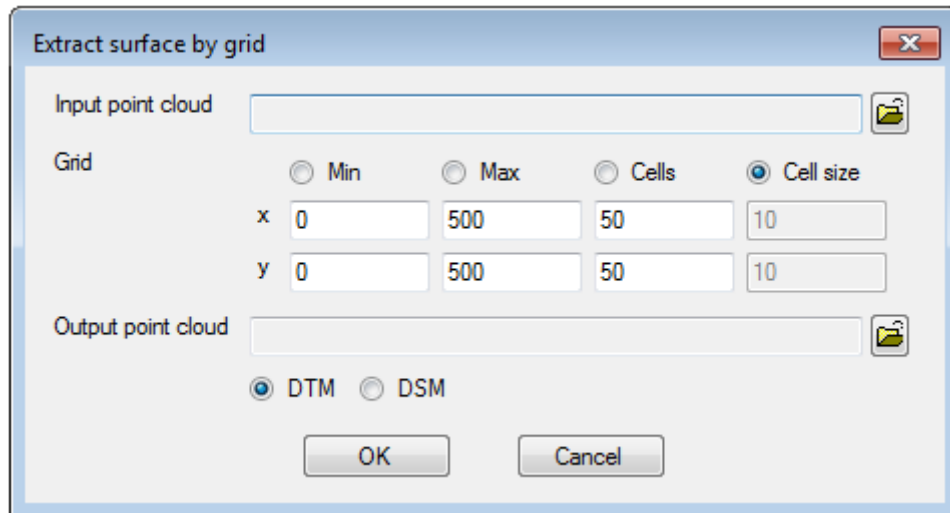 Extract surface by grid
Input point cloud
Grid Min Max Cells Cell size
x 0 500 50 10
y 0 500 50 10
Output point cloud
DTM DSM
OK Cancel